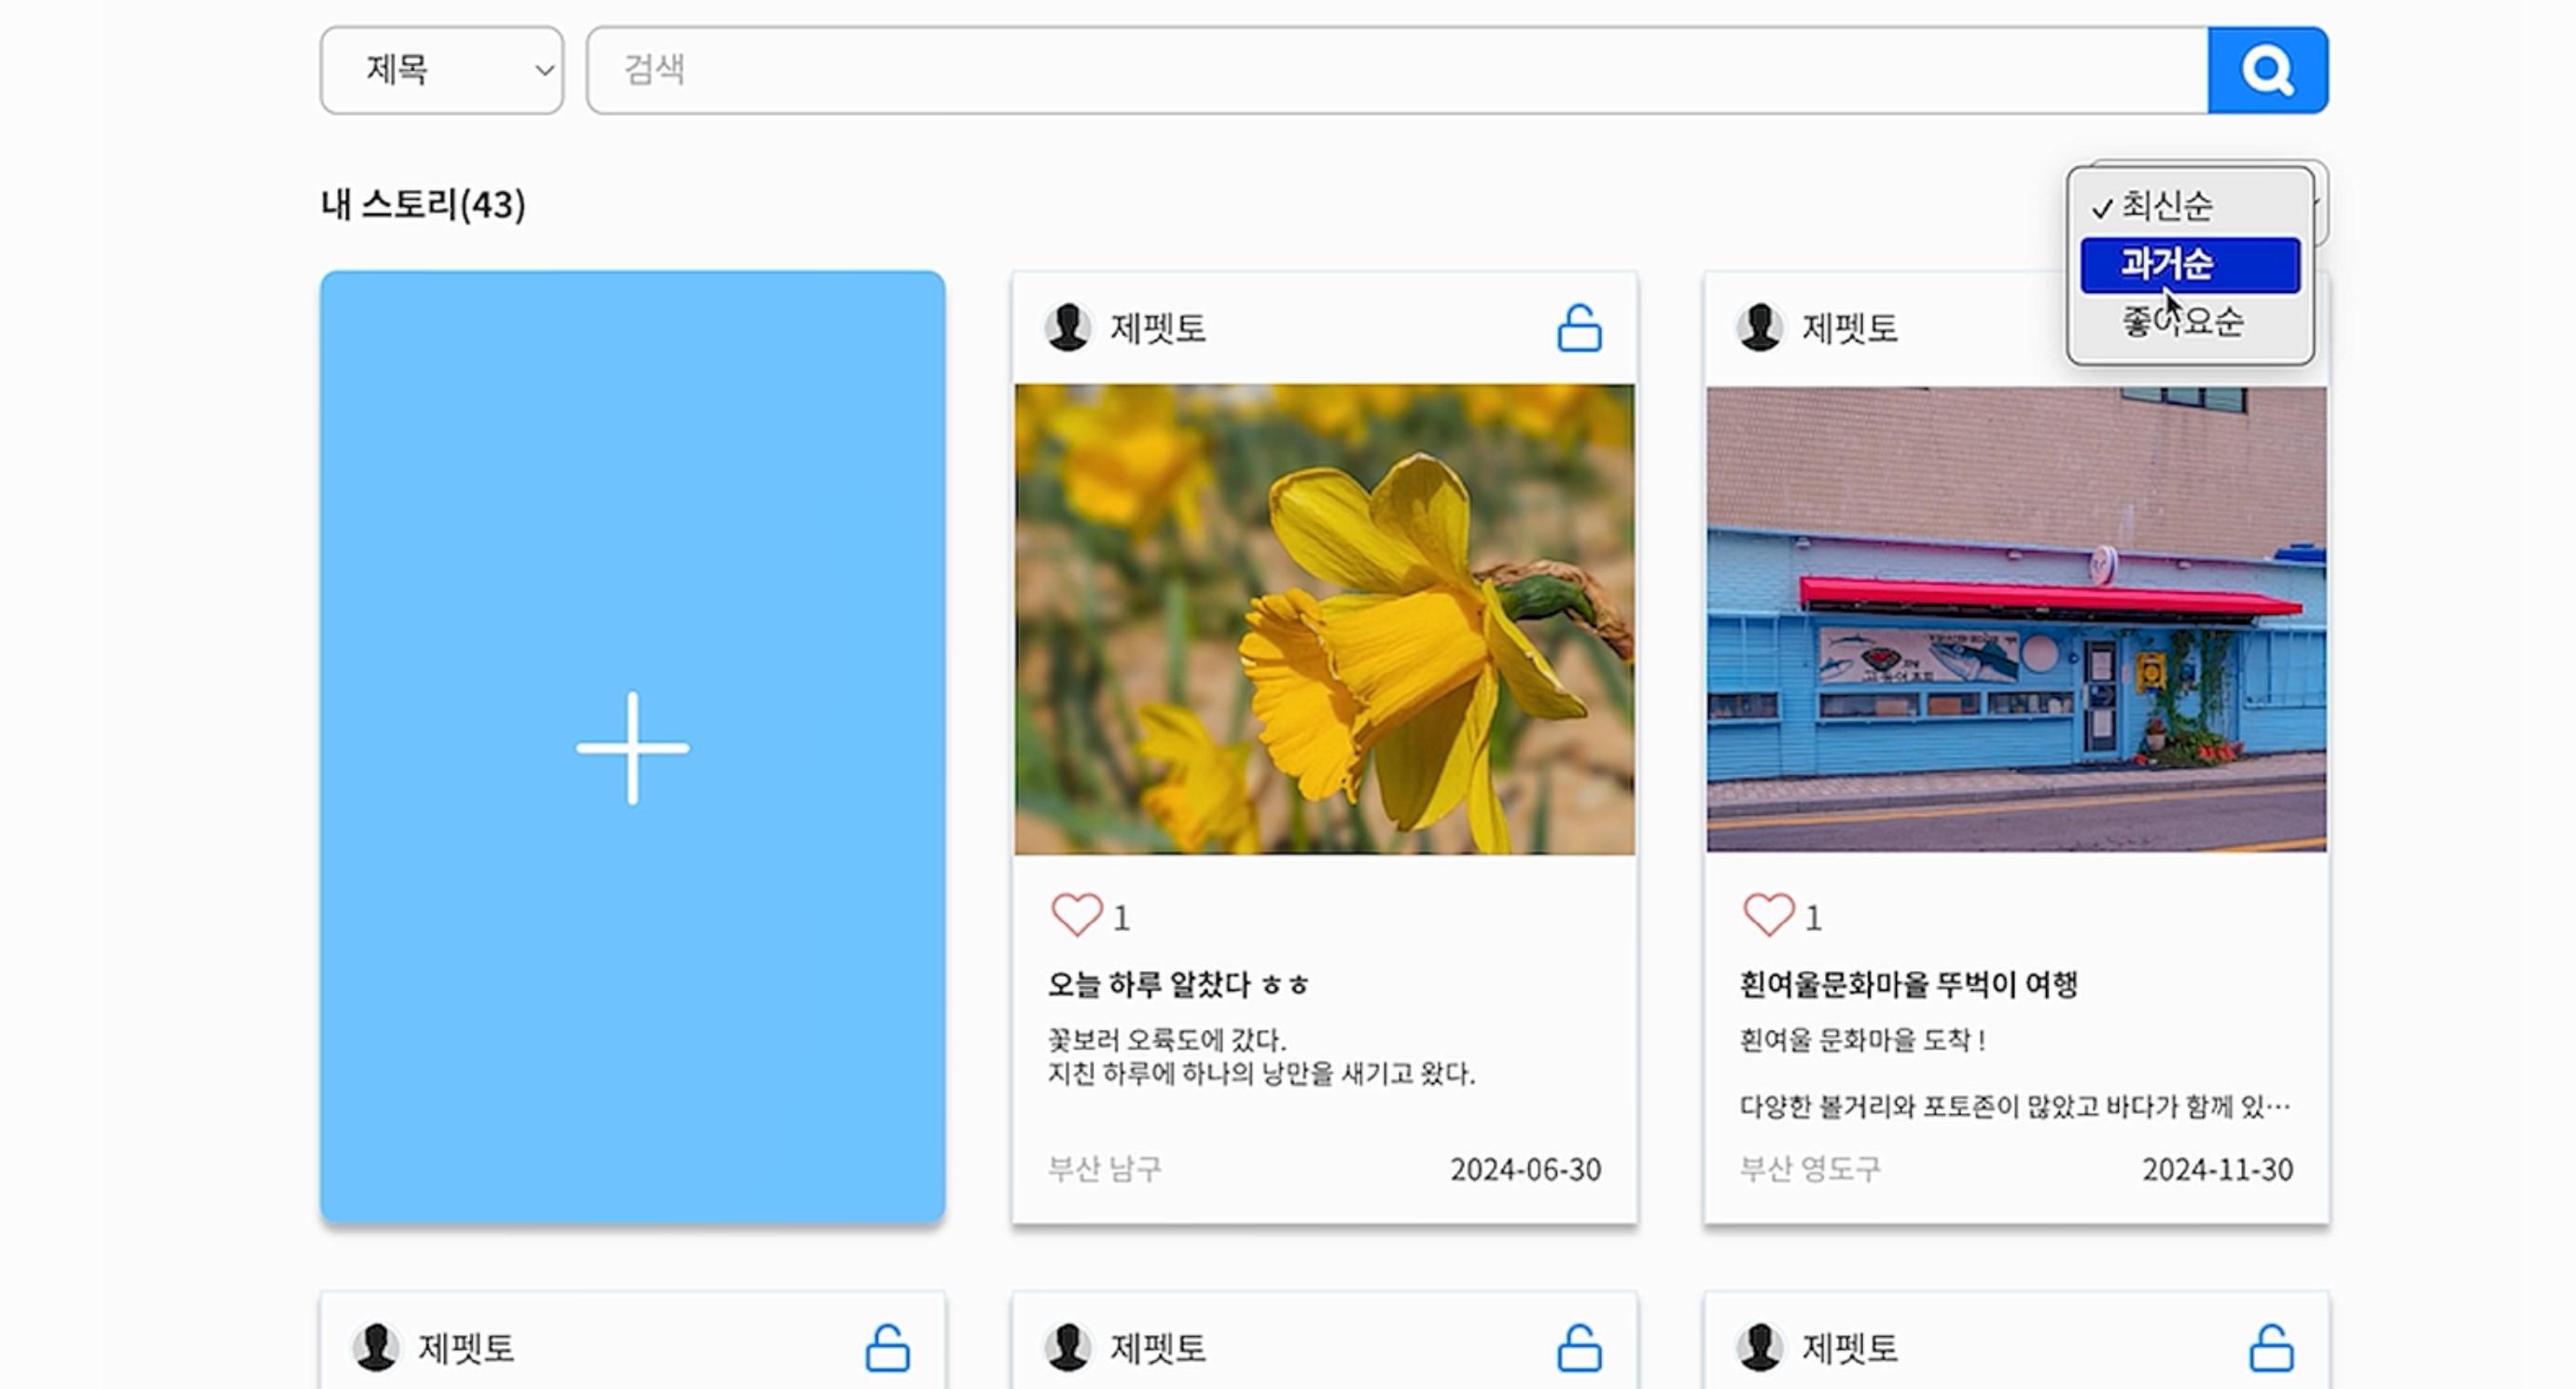 제목
검색
내 스토리(43)
✓ 최신순
과거순
좋아요순
제펫토
제펫토
1
1
오늘 하루 알찼다 ㅎㅎ
꽃보러 오륙도에 갔다.
지친 하루에 하나의 낭만을 새기고 왔다.
부산 남구
2024-06-30
흰여울문화마을 뚜벅이 여행
흰여울 문화마을 도착 !
다양한 볼거리와 포토존이 많았고 바다가 함께 있…
부산 영도구
2024-11-30
제펫토
제펫토
제펫토